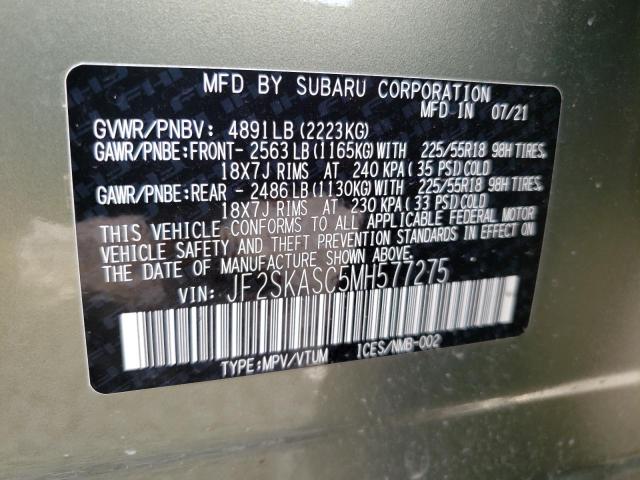 MFD BY SUBARU CORPORATION
MFD IN 07/21
GVWR/PNBV: 4891LB (2223KG)
GAWR/PNBE:FRONT- 2563 LB (1165KG) WITH 225/55R18 98H TIRES,
18X7J RIMS AT 240 KPA (35 PSI) COLD
GAWR/PNBE:REAR - 2486 LB (1130KG) WITH 225/55R18 98H TIRES,
18X7J RIMS AT 230 KPA (33 PSI) COLD
THIS VEHICLE CONFORMS TO ALL APPLICABLE FEDERAL MOTOR
VEHICLE SAFETY AND THEFT PREVENTION STANDARDS IN EFFECT ON
THE DATE OF MANUFACTURE SHOWN ABOVE.
VIN: JF2SKASC5MH577275
TYPE:MPV/VTUM ICES/NMB-002